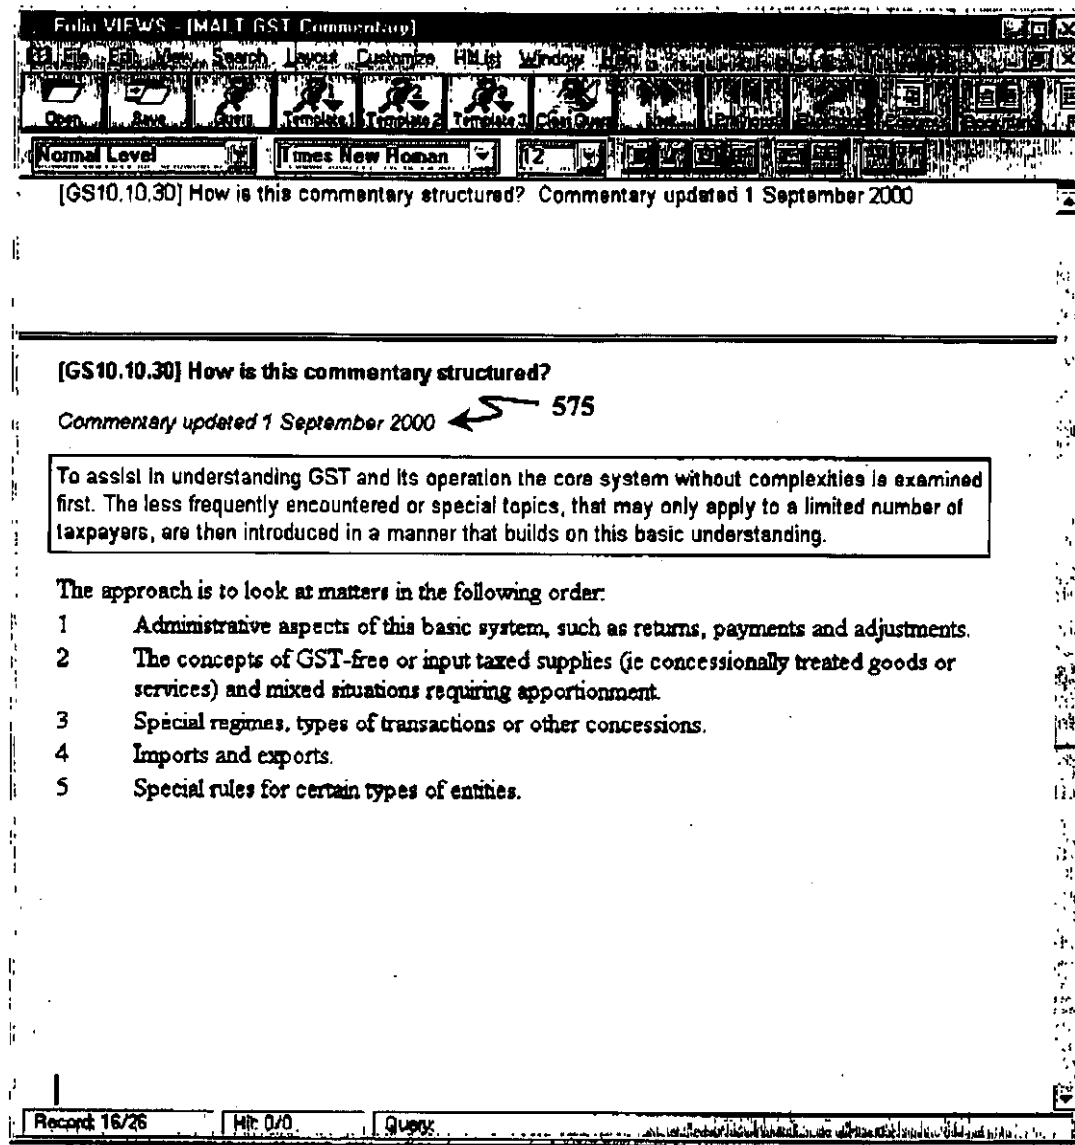 Folio VIEWS - [MALT GST Commentary]
File Edit View Search Layout Customize HitList Window Help
Open Save Query Template 1 Template 2 Template 3 Clear Query
Normal Level Times New Roman 12
[GS10.10.30] How is this commentary structured? Commentary updated 1 September 2000
[GS10.10.30] How is this commentary structured?
Commentary updated 1 September 2000
575
To assist in understanding GST and its operation the core system without complexities is examined
first. The less frequently encountered or special topics, that may only apply to a limited number of
taxpayers, are then introduced in a manner that builds on this basic understanding.
The approach is to look at matters in the following order:
1 Administrative aspects of this basic system, such as returns, payments and adjustments.
2 The concepts of GST-free or input taxed supplies (ie concessionally treated goods or
services) and mixed situations requiring apportionment.
3 Special regimes, types of transactions or other concessions.
4 Imports and exports.
5 Special rules for certain types of entities.
Record: 16/26 Hit: 0/0 Query: